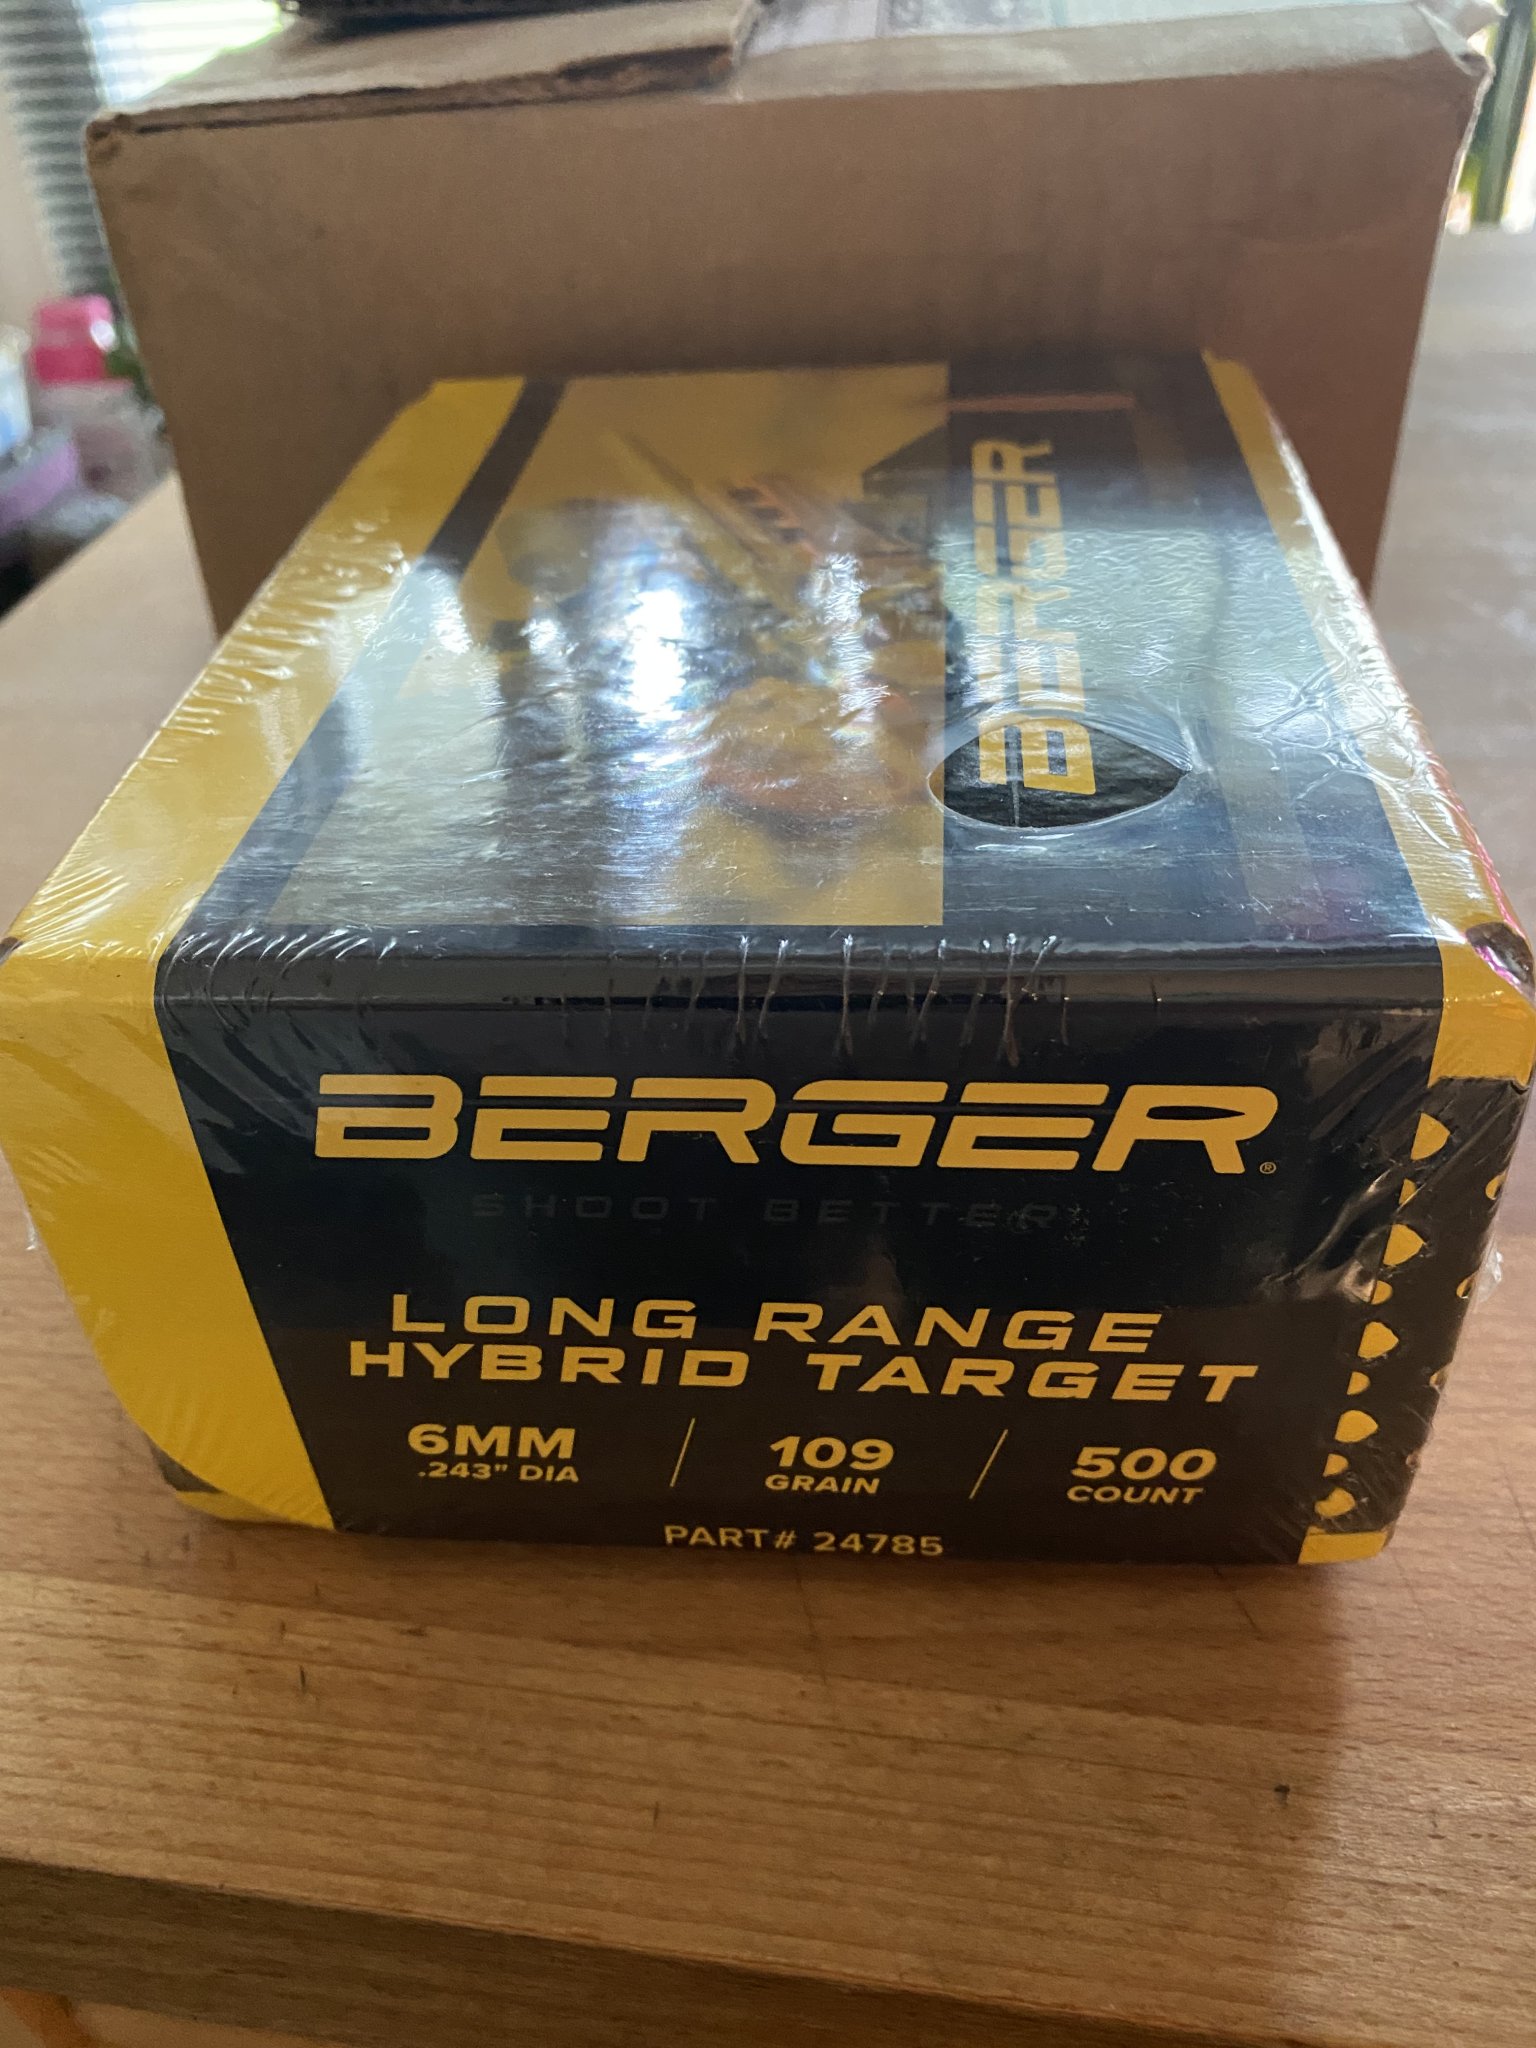 BERGER
BERGER®
SHOOT BETTER
LONG RANGE
HYBRID TARGET
6MM
.243" DIA
109
GRAIN
500
COUNT
PART# 24785